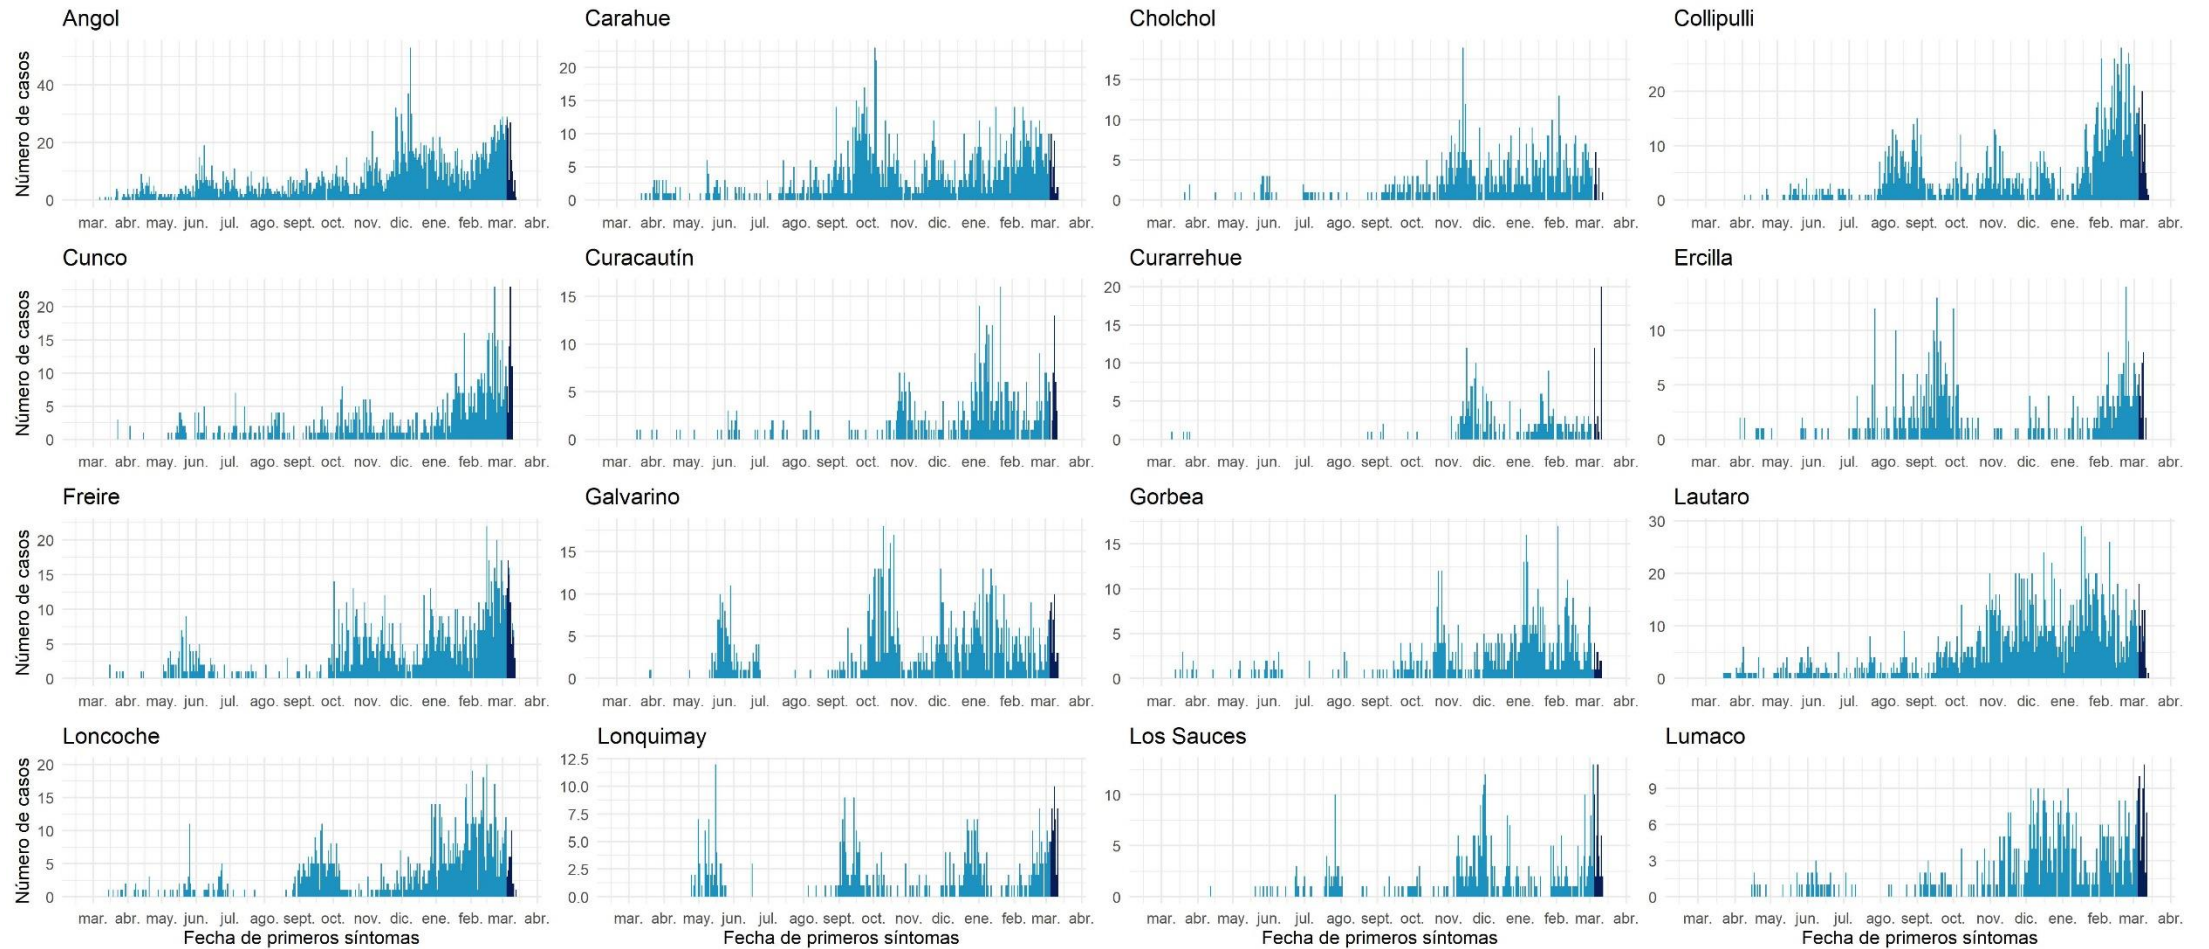 Angol
Carahue
Cholchol
Collipulli
Número de casos
40
20
0
20
15
10
5
0
15
10
5
0
20
10
0
mar. abr. may. jun. jul. ago. sept. oct. nov. dic. ene. feb. mar. abr.
mar. abr. may. jun. jul. ago. sept. oct. nov. dic. ene. feb. mar. abr.
mar. abr. may. jun. jul. ago. sept. oct. nov. dic. ene. feb. mar. abr.
mar. abr. may. jun. jul. ago. sept. oct. nov. dic. ene. feb. mar. abr.
Cunco
Curacautín
Curarrehue
Ercilla
Número de casos
20
15
10
5
0
15
10
5
0
20
15
10
5
0
10
5
0
mar. abr. may. jun. jul. ago. sept. oct. nov. dic. ene. feb. mar. abr.
mar. abr. may. jun. jul. ago. sept. oct. nov. dic. ene. feb. mar. abr.
mar. abr. may. jun. jul. ago. sept. oct. nov. dic. ene. feb. mar. abr.
mar. abr. may. jun. jul. ago. sept. oct. nov. dic. ene. feb. mar. abr.
Freire
Galvarino
Gorbea
Lautaro
Número de casos
20
15
10
5
0
15
10
5
0
15
10
5
0
30
20
10
0
mar. abr. may. jun. jul. ago. sept. oct. nov. dic. ene. feb. mar. abr.
mar. abr. may. jun. jul. ago. sept. oct. nov. dic. ene. feb. mar. abr.
mar. abr. may. jun. jul. ago. sept. oct. nov. dic. ene. feb. mar. abr.
mar. abr. may. jun. jul. ago. sept. oct. nov. dic. ene. feb. mar. abr.
Loncoche
Lonquimay
Los Sauces
Lumaco
Número de casos
20
15
10
5
0
12.5
10.0
7.5
5.0
2.5
0.0
10
5
0
9
6
3
0
mar. abr. may. jun. jul. ago. sept. oct. nov. dic. ene. feb. mar. abr.
mar. abr. may. jun. jul. ago. sept. oct. nov. dic. ene. feb. mar. abr.
mar. abr. may. jun. jul. ago. sept. oct. nov. dic. ene. feb. mar. abr.
mar. abr. may. jun. jul. ago. sept. oct. nov. dic. ene. feb. mar. abr.
Fecha de primeros síntomas
Fecha de primeros síntomas
Fecha de primeros síntomas
Fecha de primeros síntomas